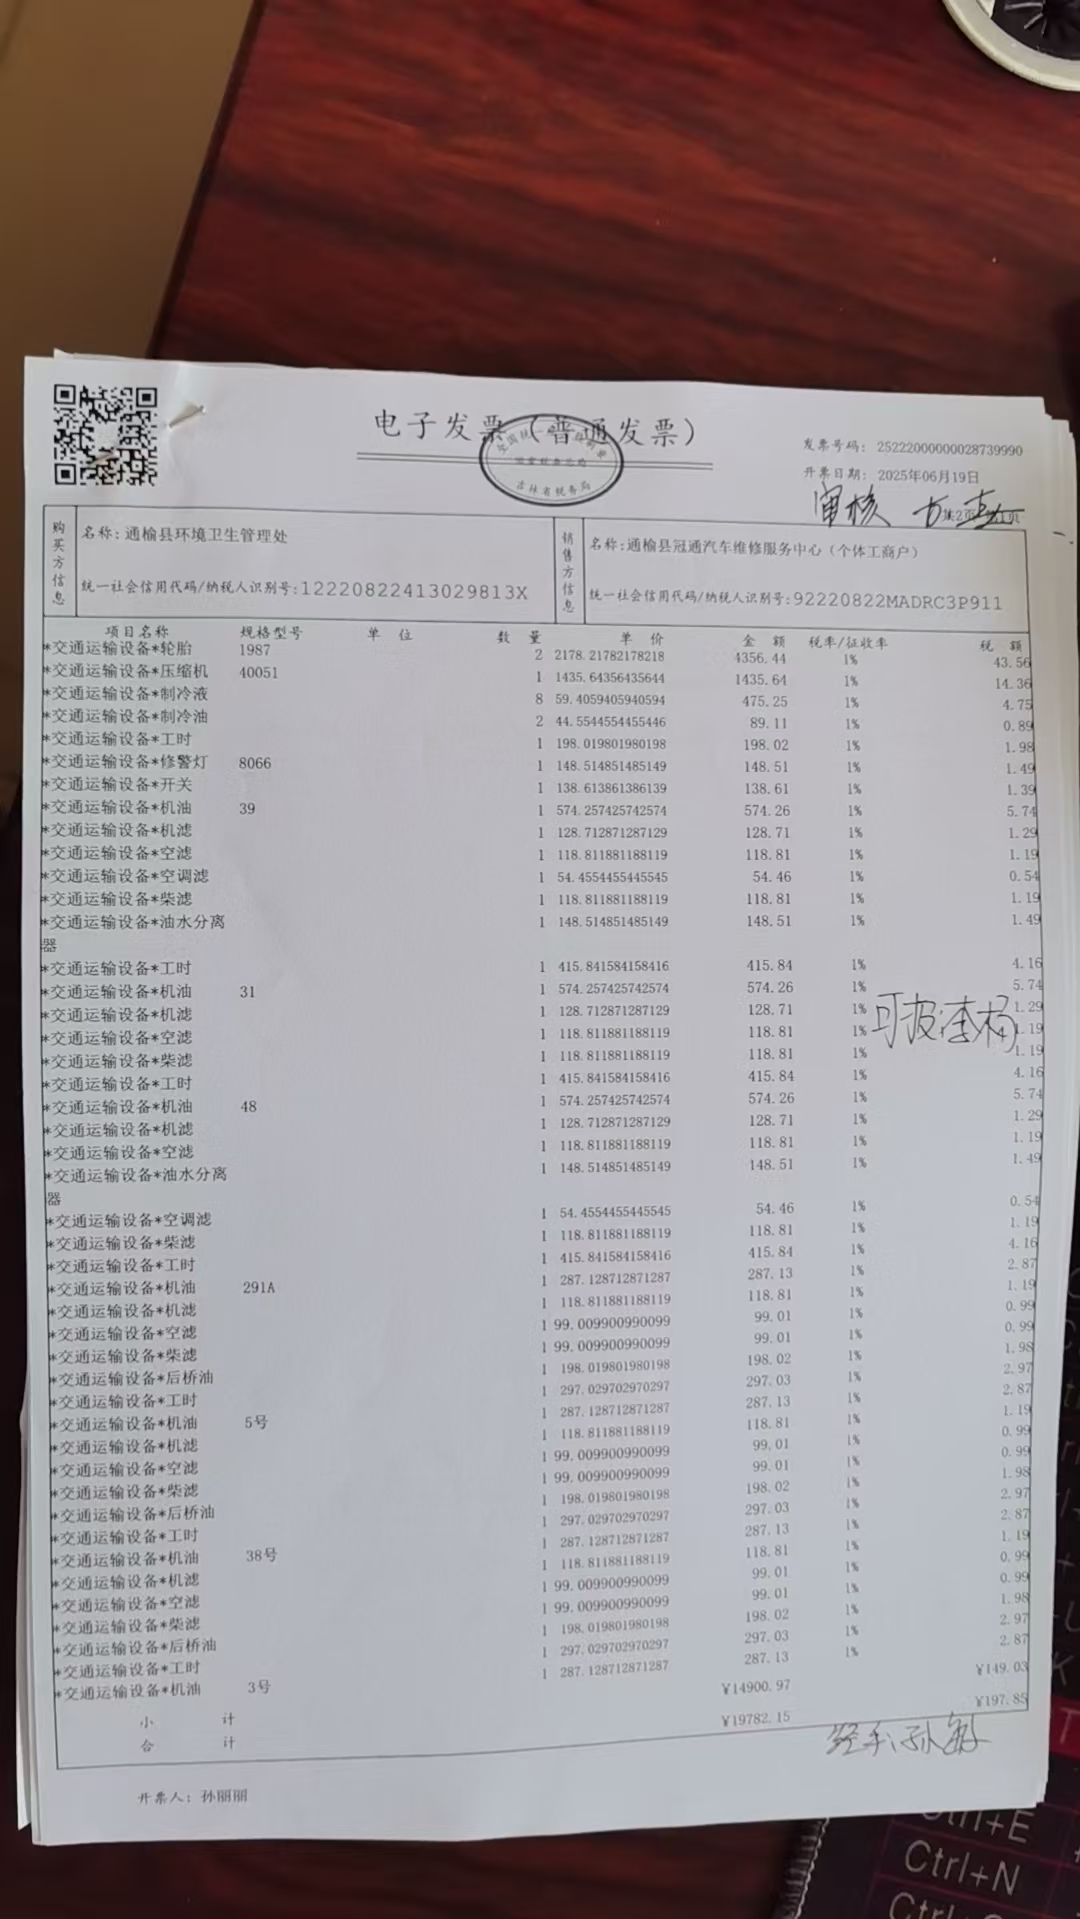 电子发票（普通发票）
发票号码: 25222000000028739990
开票日期: 2025年06月19日
审核
共2页 第1页
购买方信息
名称:通榆县环境卫生管理处
统一社会信用代码/纳税人识别号:12220822413029813X
销售方信息
名称:通榆县冠通汽车维修服务中心（个体工商户）
统一社会信用代码/纳税人识别号:92220822MADRC3P911
项目名称 规格型号 单 位 数 量 单 价 金 额 税率/征收率 税 额
*交通运输设备*轮胎 1987 2 2178.21782178218 4356.44 1% 43.56
*交通运输设备*压缩机 40051 1 1435.64356435644 1435.64 1% 14.36
*交通运输设备*制冷液 8 59.4059405940594 475.25 1% 4.75
*交通运输设备*制冷油 2 44.5544554455446 89.11 1% 0.89
*交通运输设备*工时 1 198.019801980198 198.02 1% 1.98
*交通运输设备*修警灯 8066 1 148.514851485149 148.51 1% 1.49
*交通运输设备*开关 1 138.613861386139 138.61 1% 1.39
*交通运输设备*机油 39 1 574.257425742574 574.26 1% 5.74
*交通运输设备*机滤 1 128.712871287129 128.71 1% 1.29
*交通运输设备*空滤 1 118.811881188119 118.81 1% 1.19
*交通运输设备*空调滤 1 54.4554455445545 54.46 1% 0.54
*交通运输设备*柴滤 1 118.811881188119 118.81 1% 1.19
*交通运输设备*油水分离 1 148.514851485149 148.51 1% 1.49
器
*交通运输设备*工时 1 415.841584158416 415.84 1% 4.16
*交通运输设备*机油 31 1 574.257425742574 574.26 1% 5.74
*交通运输设备*机滤 1 128.712871287129 128.71 1% 1.29
*交通运输设备*空滤 1 118.811881188119 118.81 1% 1.19
可报 李杨
*交通运输设备*柴滤 1 118.811881188119 118.81 1% 1.19
*交通运输设备*工时 1 415.841584158416 415.84 1% 4.16
*交通运输设备*机油 48 1 574.257425742574 574.26 1% 5.74
*交通运输设备*机滤 1 128.712871287129 128.71 1% 1.29
*交通运输设备*空滤 1 118.811881188119 118.81 1% 1.19
*交通运输设备*油水分离 1 148.514851485149 148.51 1% 1.49
器
*交通运输设备*空调滤 1 54.4554455445545 54.46 1% 0.54
*交通运输设备*柴滤 1 118.811881188119 118.81 1% 1.19
*交通运输设备*工时 1 415.841584158416 415.84 1% 4.16
*交通运输设备*机油 291A 1 287.128712871287 287.13 1% 2.87
*交通运输设备*机滤 1 118.811881188119 118.81 1% 1.19
*交通运输设备*空滤 1 99.009900990099 99.01 1% 0.99
*交通运输设备*柴滤 1 99.009900990099 99.01 1% 0.99
*交通运输设备*后桥油 1 198.019801980198 198.02 1% 1.98
*交通运输设备*工时 1 297.029702970297 297.03 1% 2.97
*交通运输设备*机油 5号 1 287.128712871287 287.13 1% 2.87
*交通运输设备*机滤 1 118.811881188119 118.81 1% 1.19
*交通运输设备*空滤 1 99.009900990099 99.01 1% 0.99
*交通运输设备*柴滤 1 99.009900990099 99.01 1% 0.99
*交通运输设备*后桥油 1 198.019801980198 198.02 1% 1.98
*交通运输设备*工时 1 297.029702970297 297.03 1% 2.97
*交通运输设备*机油 38号 1 287.128712871287 287.13 1% 2.87
*交通运输设备*机滤 1 118.811881188119 118.81 1% 1.19
*交通运输设备*空滤 1 99.009900990099 99.01 1% 0.99
*交通运输设备*柴滤 1 99.009900990099 99.01 1% 0.99
*交通运输设备*后桥油 1 198.019801980198 198.02 1% 1.98
*交通运输设备*工时 1 297.029702970297 297.03 1% 2.97
*交通运输设备*机油 3号 1 287.128712871287 287.13 1% 2.87
小 计 ¥14900.97 ¥149.03
合 计 ¥19782.15 ¥197.85
经手:孙
开票人: 孙丽丽
Ctrl+E
Ctrl+N